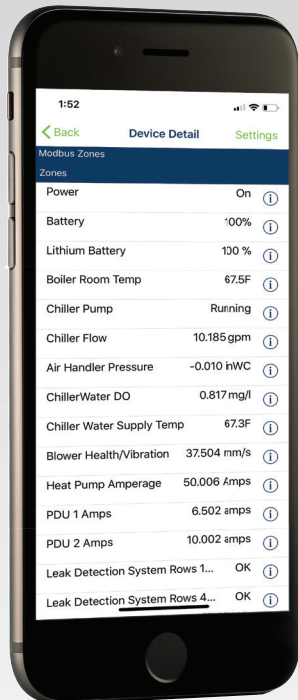 1:52
Back Device Detail Settings
Modbus Zones
Zones
Power On
Battery 100%
Lithium Battery 100 %
Boiler Room Temp 67.5F
Chiller Pump Running
Chiller Flow 10.185 gpm
Air Handler Pressure -0.010 inWC
ChillerWater DO 0.817 mg/l
Chiller Water Supply Temp 67.3F
Blower Health/Vibration 37.504 mm/s
Heat Pump Amperage 50.006 Amps
PDU 1 Amps 6.502 amps
PDU 2 Amps 10.002 amps
Leak Detection System Rows 1... OK
Leak Detection System Rows 4... OK